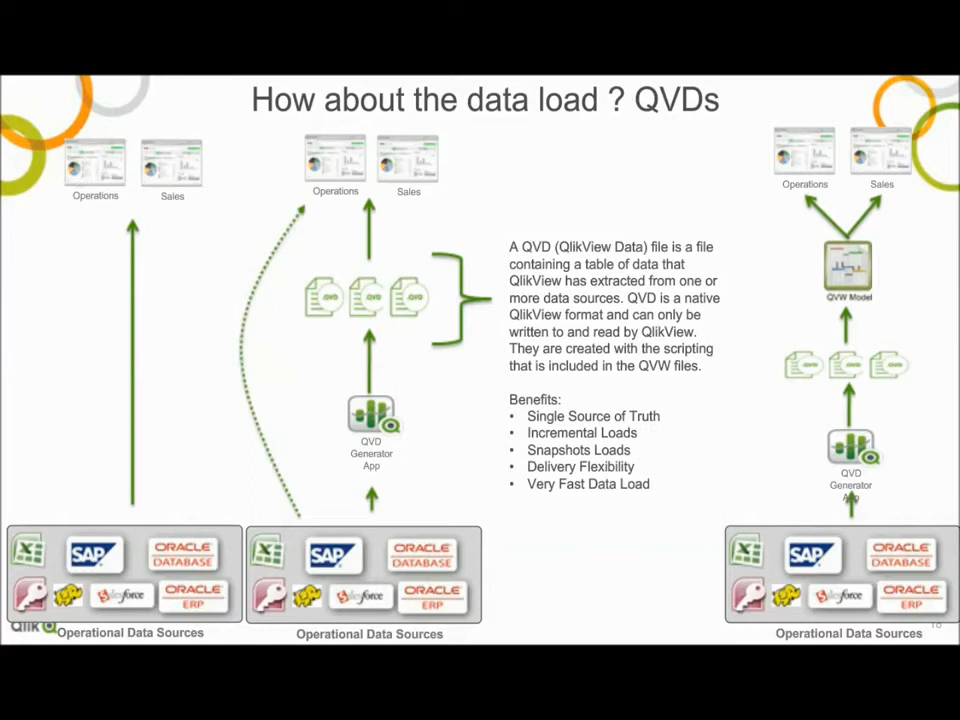 How about the data load ? QVDs
Operations
Sales
Operations
Sales
Operations
Sales
.QVD
.QVD
.QVD
A QVD (QlikView Data) file is a file
containing a table of data that
QlikView has extracted from one or
more data sources. QVD is a native
QlikView format and can only be
written to and read by QlikView.
They are created with the scripting
that is included in the QVW files.
Benefits:
• Single Source of Truth
• Incremental Loads
• Snapshots Loads
• Delivery Flexibility
• Very Fast Data Load
QVW Model
QVD
Generator
App
QVD
Generator
App
SAP
ORACLE
DATABASE
salesforce
ORACLE
ERP
Qlik
Operational Data Sources
SAP
ORACLE
DATABASE
salesforce
ORACLE
ERP
Operational Data Sources
SAP
ORACLE
DATABASE
salesforce
ORACLE
ERP
Operational Data Sources